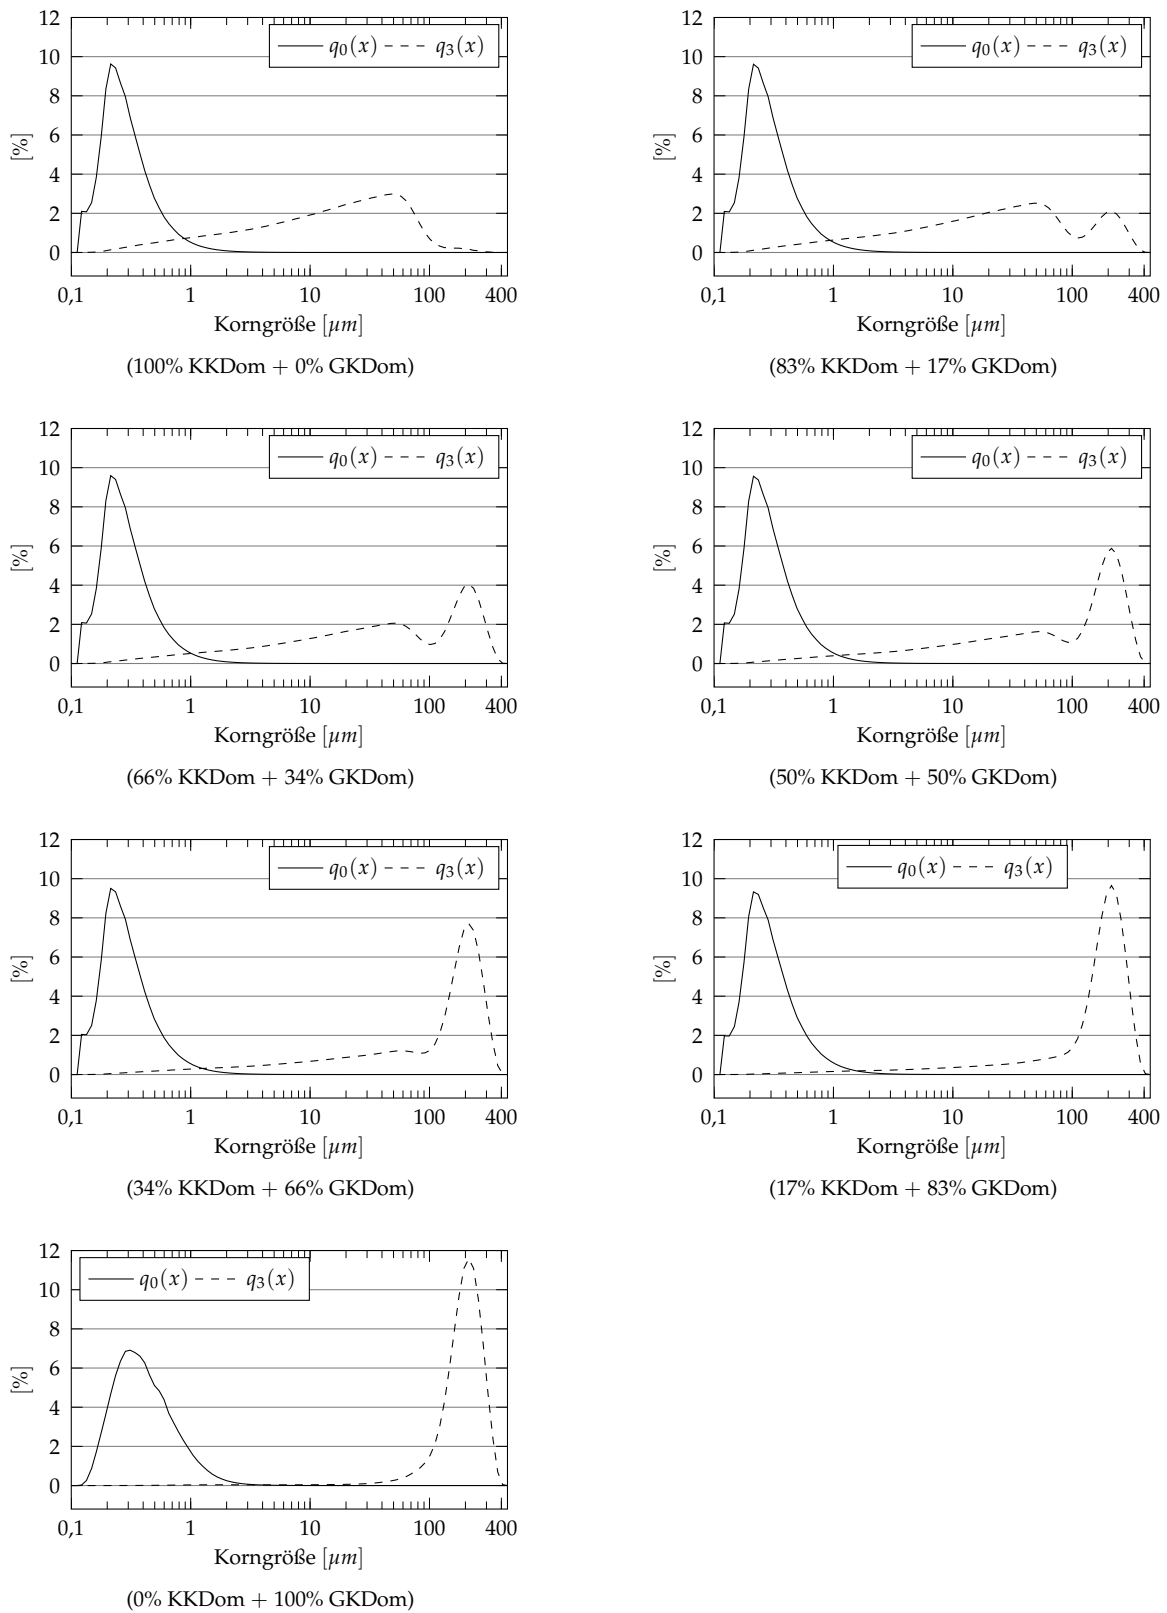 12
10
8
6
4
2
0
[%]
q0(x) q3(x)
0,1 1 10 100 400
Korngröße [µm]
(100% KKDom + 0% GKDom)
12
10
8
6
4
2
0
[%]
q0(x) q3(x)
0,1 1 10 100 400
Korngröße [µm]
(83% KKDom + 17% GKDom)
12
10
8
6
4
2
0
[%]
q0(x) q3(x)
0,1 1 10 100 400
Korngröße [µm]
(66% KKDom + 34% GKDom)
12
10
8
6
4
2
0
[%]
q0(x) q3(x)
0,1 1 10 100 400
Korngröße [µm]
(50% KKDom + 50% GKDom)
12
10
8
6
4
2
0
[%]
q0(x) q3(x)
0,1 1 10 100 400
Korngröße [µm]
(34% KKDom + 66% GKDom)
12
10
8
6
4
2
0
[%]
q0(x) q3(x)
0,1 1 10 100 400
Korngröße [µm]
(17% KKDom + 83% GKDom)
12
10
8
6
4
2
0
[%]
q0(x) q3(x)
0,1 1 10 100 400
Korngröße [µm]
(0% KKDom + 100% GKDom)